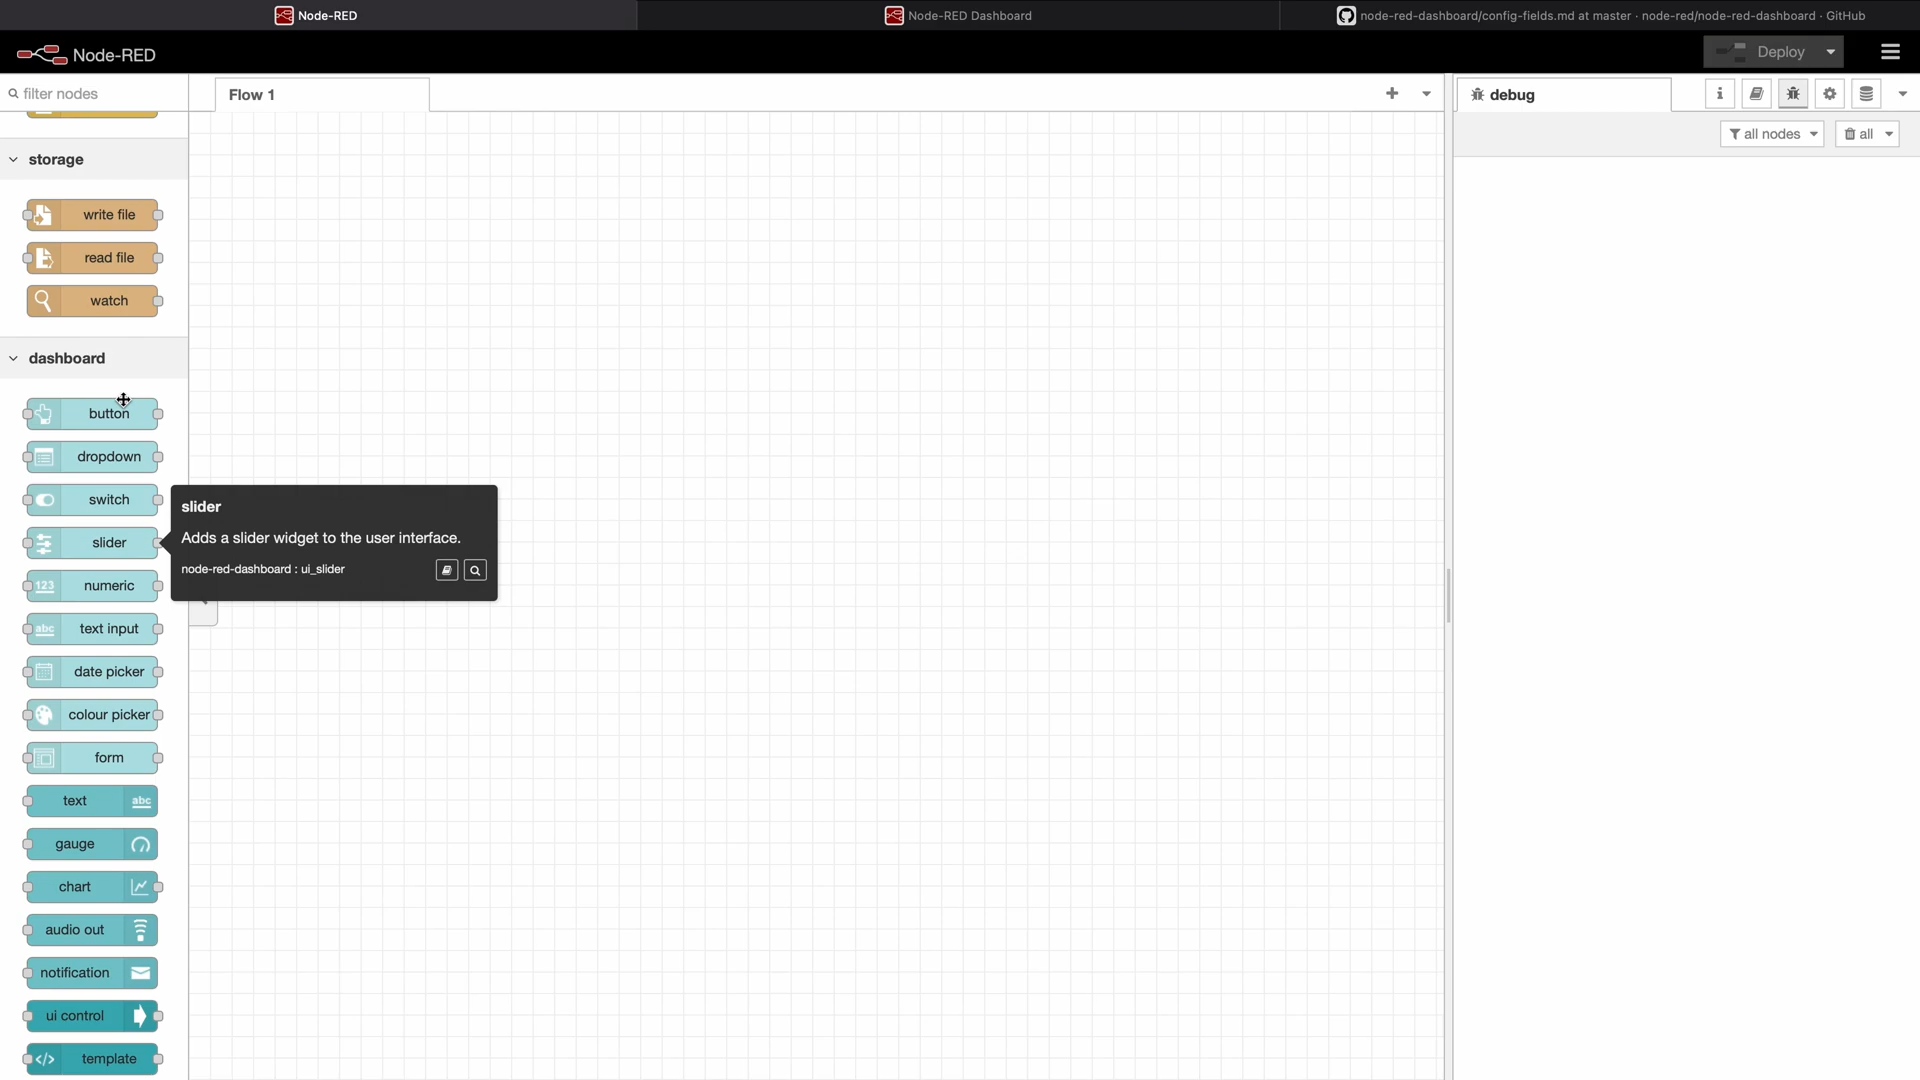 Node-RED
Node-RED Dashboard
node-red-dashboard/config-fields.md at master · node-red/node-red-dashboard · GitHub
Node-RED
Deploy
filter nodes
Flow 1
debug
all nodes
all
storage
write file
read file
watch
dashboard
button
dropdown
switch
slider
Adds a slider widget to the user interface.
node-red-dashboard : ui_slider
slider
123 numeric
abc text input
date picker
colour picker
form
text abc
gauge
chart
audio out
notification
ui control
</> template